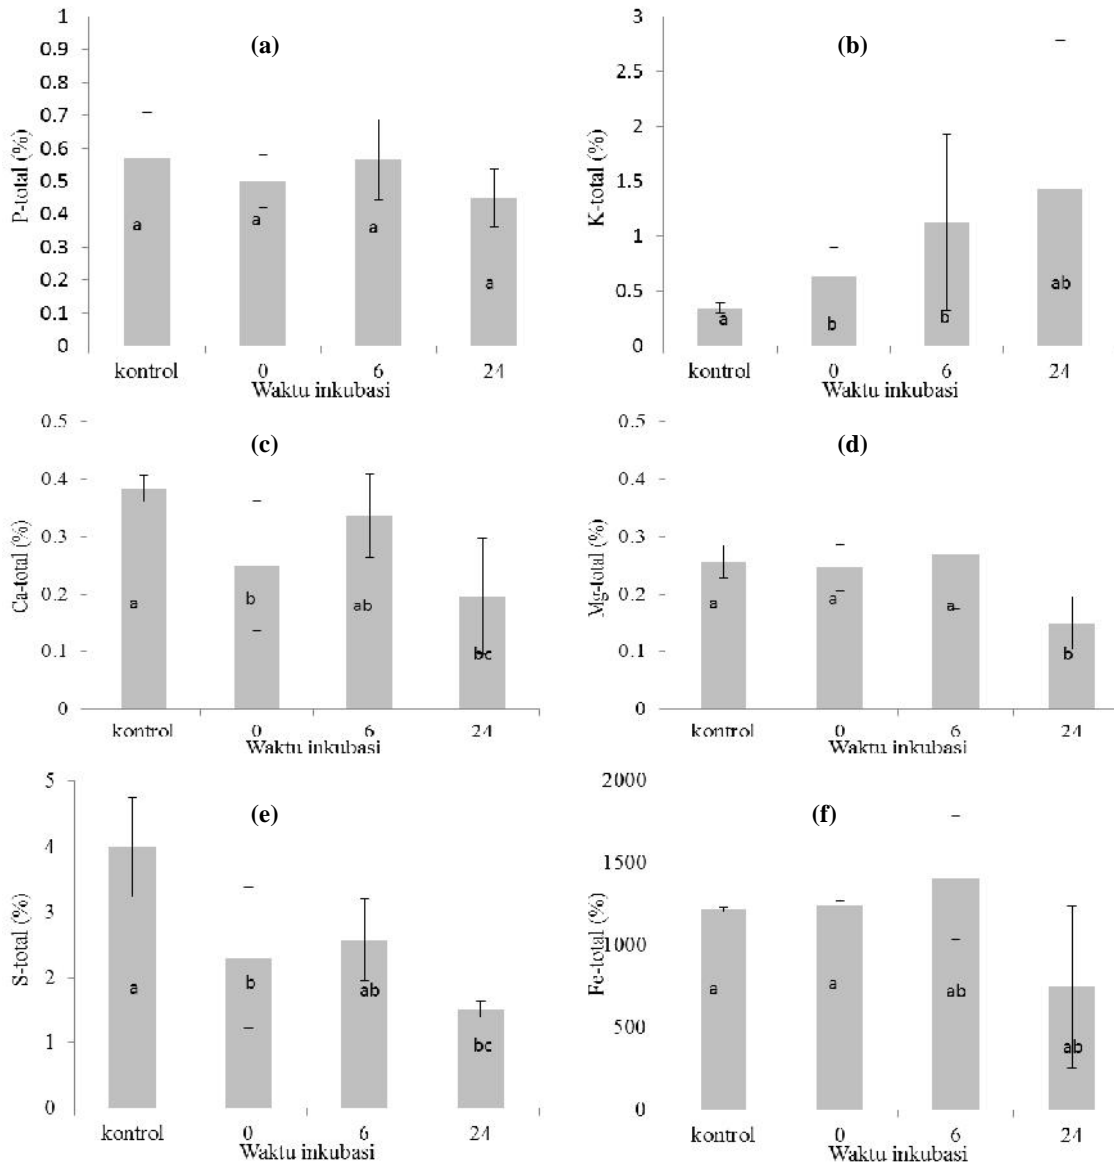 (a)
P-total (%)
1
0.9
0.8
0.7
0.6
0.5
0.4
0.3
0.2
0.1
0
a a a a
kontrol 0 6 24
Waktu inkubasi
(b)
K-total (%)
3
2.5
2
1.5
1
0.5
0
a b b ab
kontrol 0 6 24
Waktu inkubasi
(c)
Ca-total (%)
0.5
0.4
0.3
0.2
0.1
0
a b ab bc
kontrol 0 6 24
Waktu inkubasi
(d)
Mg-total (%)
0.5
0.4
0.3
0.2
0.1
0
a a a b
kontrol 0 6 24
Waktu inkubasi
(e)
S-total (%)
5
4
3
2
1
0
a b ab bc
kontrol 0 6 24
Waktu inkubasi
(f)
Fe-total (%)
2000
1500
1000
500
0
a a ab ab
kontrol 0 6 24
Waktu inkubasi